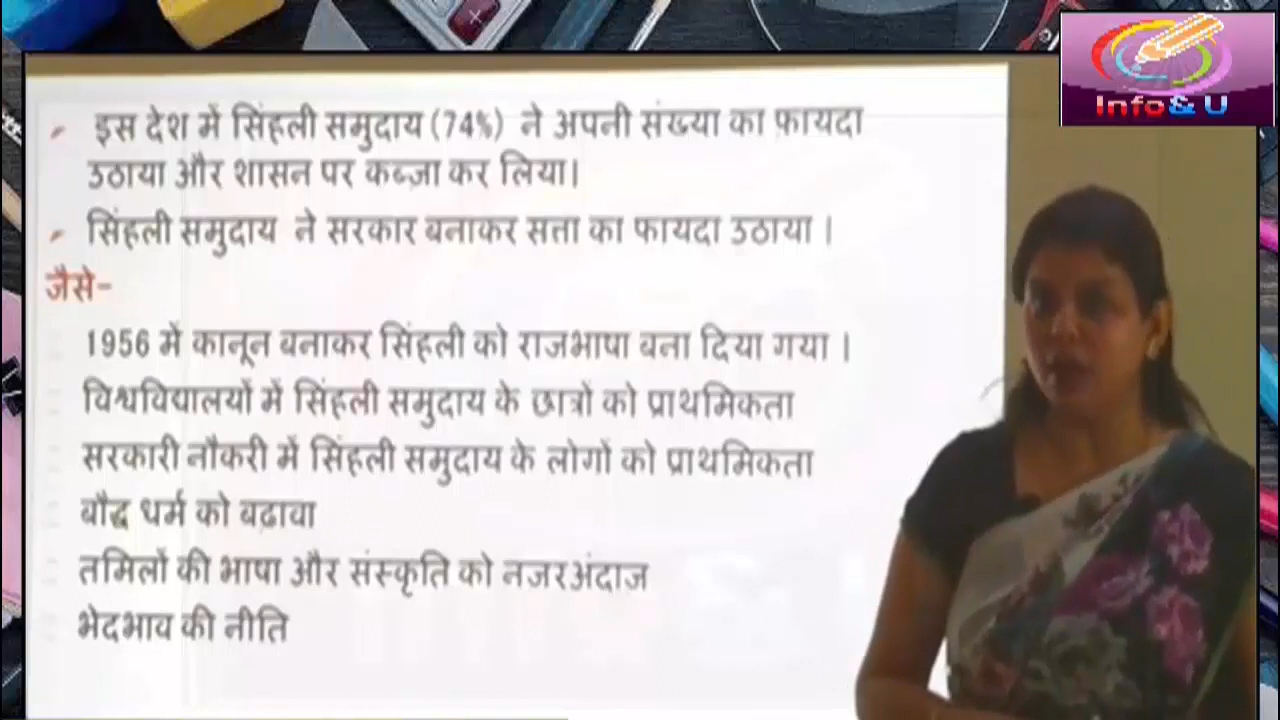 Info& U
इस देश में सिंहली समुदाय (74%) ने अपनी संख्या का फ़ायदा
उठाया और शासन पर कब्ज़ा कर लिया।
सिंहली समुदाय ने सरकार बनाकर सत्ता का फायदा उठाया ।
जैसे-
1956 में कानून बनाकर सिंहली को राजभाषा बना दिया गया ।
विश्वविद्यालयों में सिंहली समुदाय के छात्रों को प्राथमिकता
सरकारी नौकरी में सिंहली समुदाय के लोगों को प्राथमिकता
बौद्ध धर्म को बढ़ावा
तमिलों की भाषा और संस्कृति को नजरअंदाज
भेदभाव की नीति